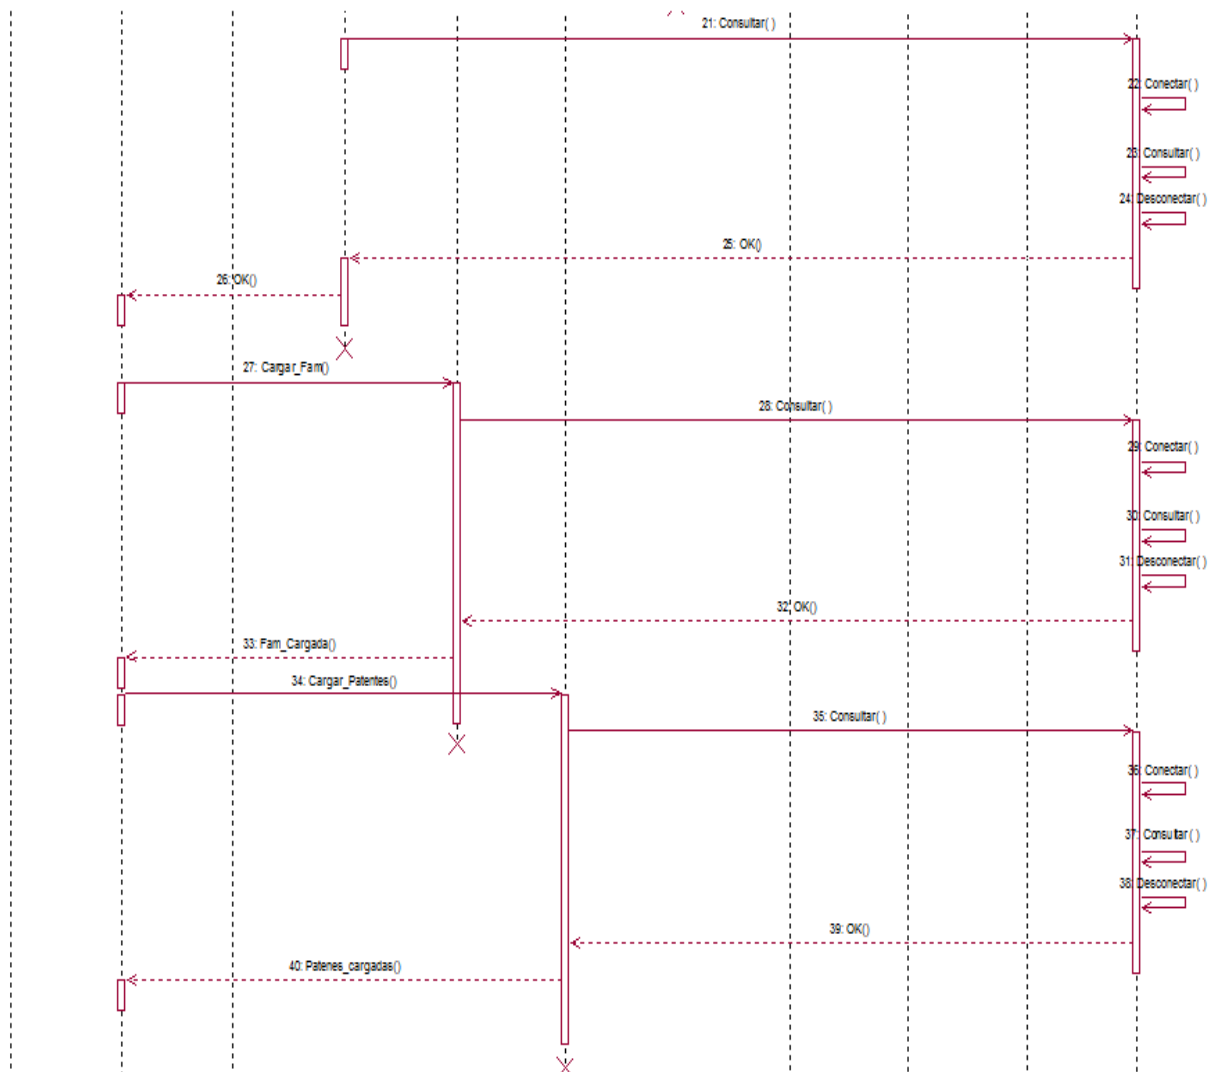 21: Consultar( )
22: Conectar( )
23: Consultar( )
24: Desconectar( )
25: OK()
26: OK()
27: Cargar_Fam()
28: Consultar( )
29: Conectar( )
30: Consultar( )
31: Desconectar( )
32: OK()
33: Fam_Cargada()
34: Cargar_Patentes()
35: Consultar( )
36: Conectar( )
37: Consultar( )
38: Desconectar( )
39: OK()
40: Patenes_cargadas()